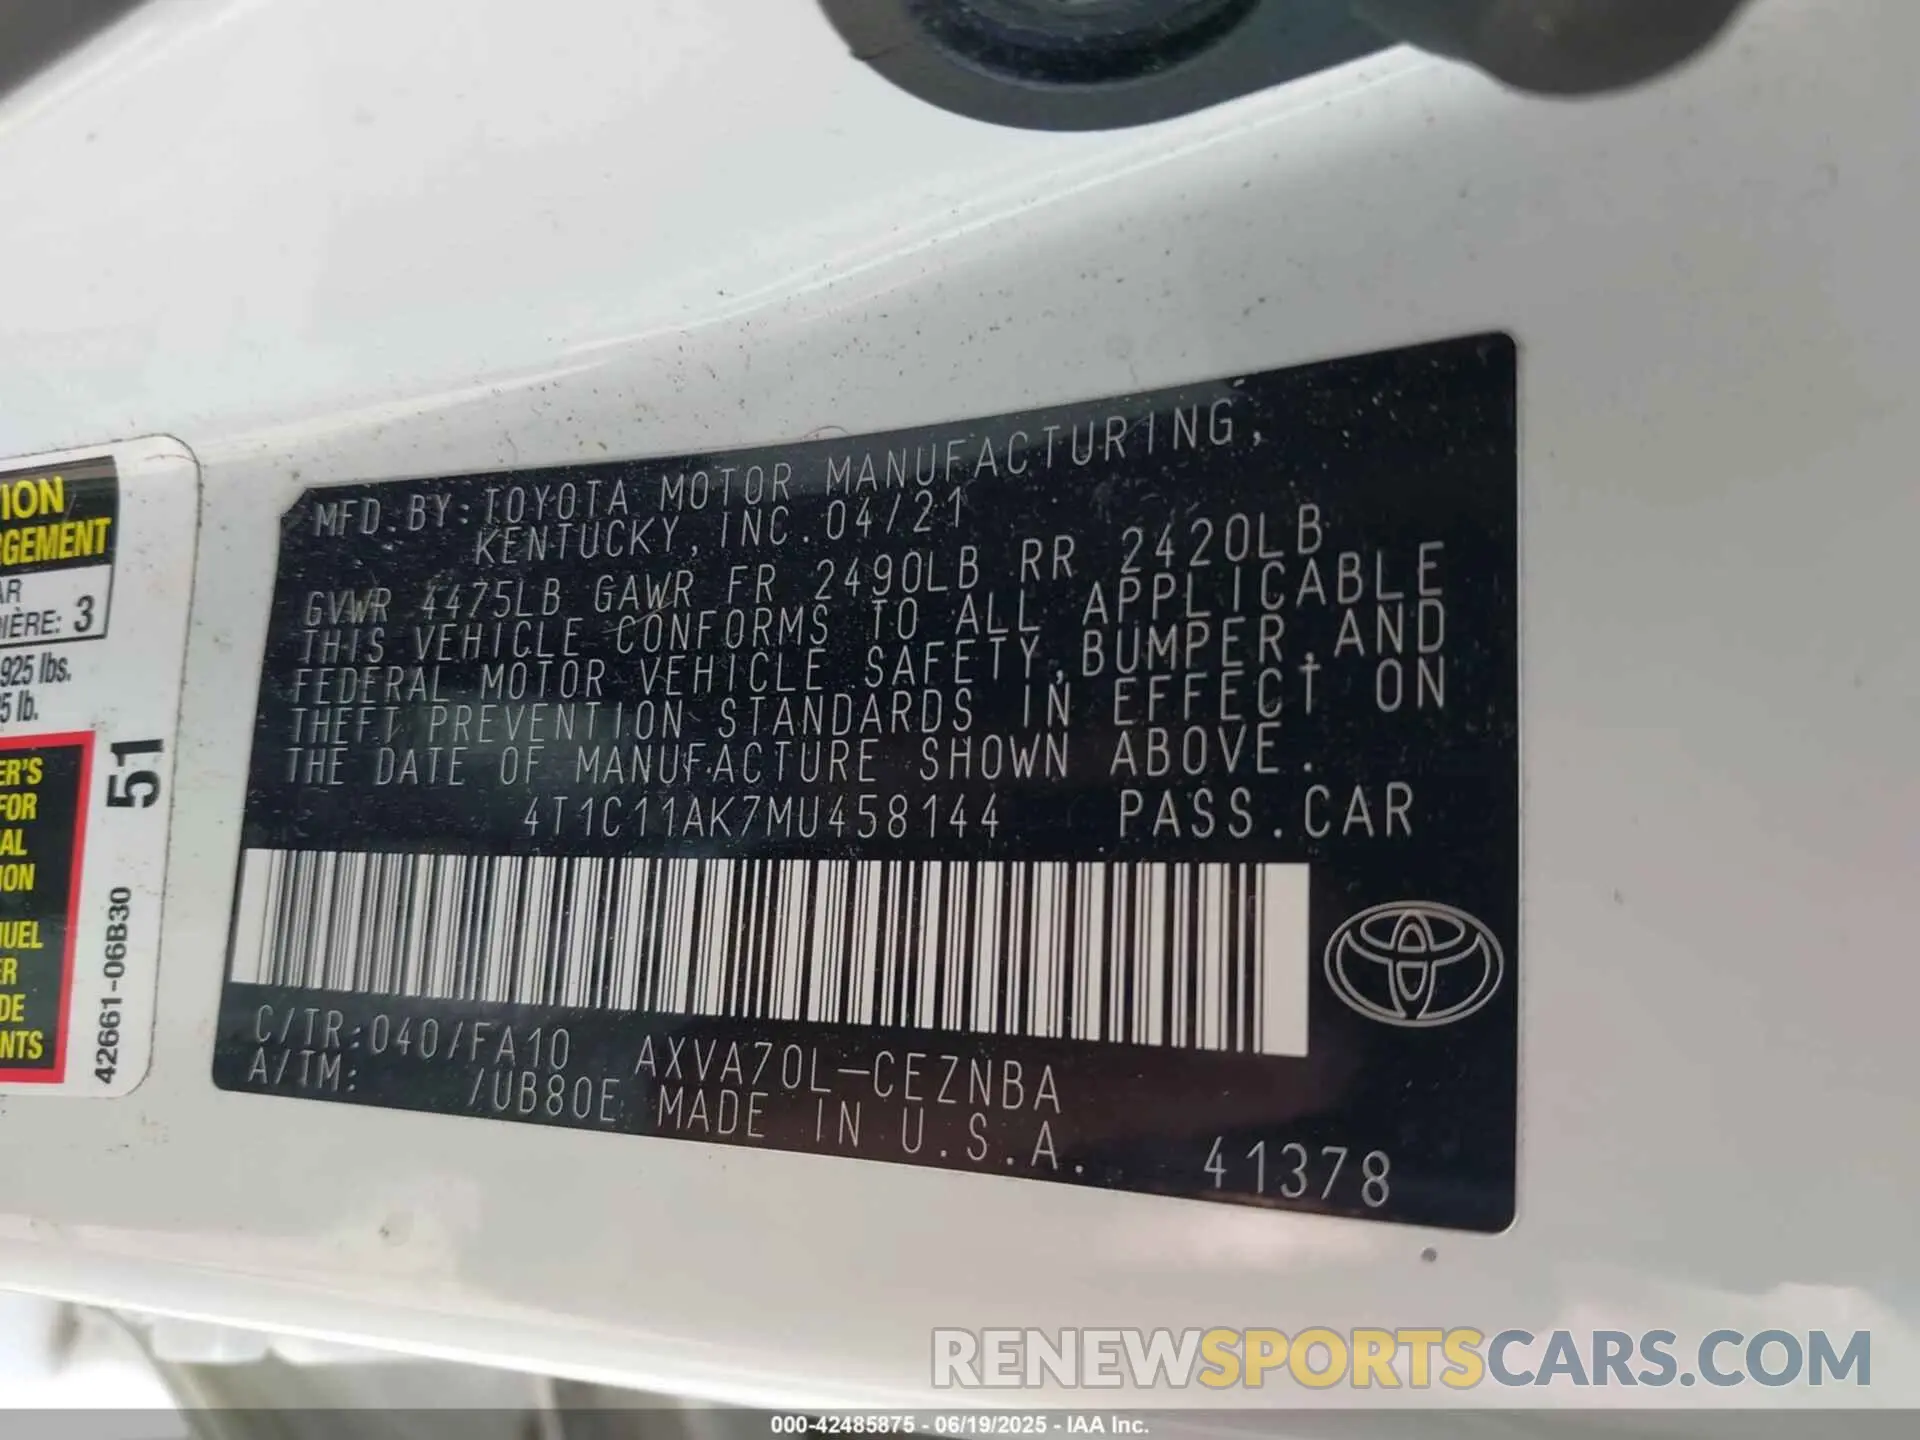 MFD.BY:TOYOTA MOTOR MANUFACTURING,
KENTUCKY, INC.04/21
GVWR 4475LB GAWR FR 2490LB RR 2420LB
THIS VEHICLE CONFORMS TO ALL APPLICABLE
FEDERAL MOTOR VEHICLE SAFETY,BUMPER,AND
THEFT PREVENTION STANDARDS IN EFFECT ON
THE DATE OF MANUFACTURE SHOWN ABOVE.
4T1C11AK7MU458144 PASS.CAR
C/TR:040/FA10 AXVA70L-CEZNBA
A/TM: /UB80E MADE IN U.S.A.
41378
TION
RGEMENT
AR
IÈRE: 3
925 lbs.
5 lb.
ER'S
FOR
AL
ION
NUEL
ER
DE
NTS
51
42661-06B30
RENEWSPORTSCARS.COM
000-42485875 - 06/19/2025 - IAA Inc.